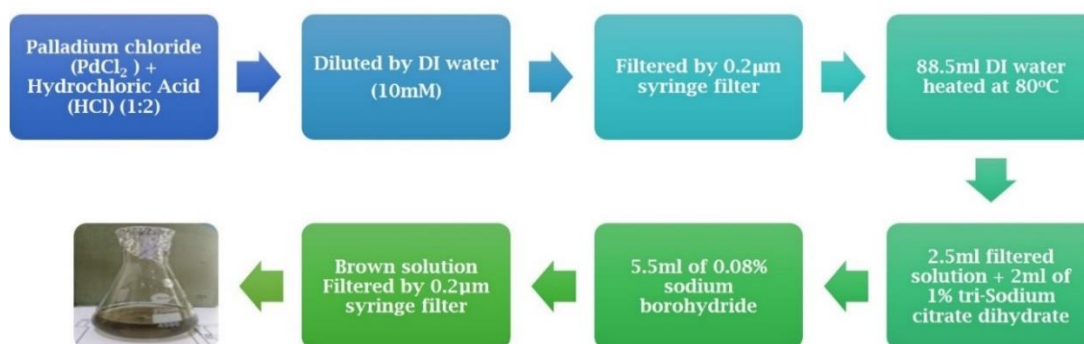 Palladium chloride
(PdCl₂ ) +
Hydrochloric Acid
(HCl) (1:2)
Diluted by DI water
(10mM)
Filtered by 0.2µm
syringe filter
88.5ml DI water
heated at 80⁰C
2.5ml filtered
solution + 2ml of
1% tri-Sodium
citrate dihydrate
5.5ml of 0.08%
sodium
borohydride
Brown solution
Filtered by 0.2µm
syringe filter